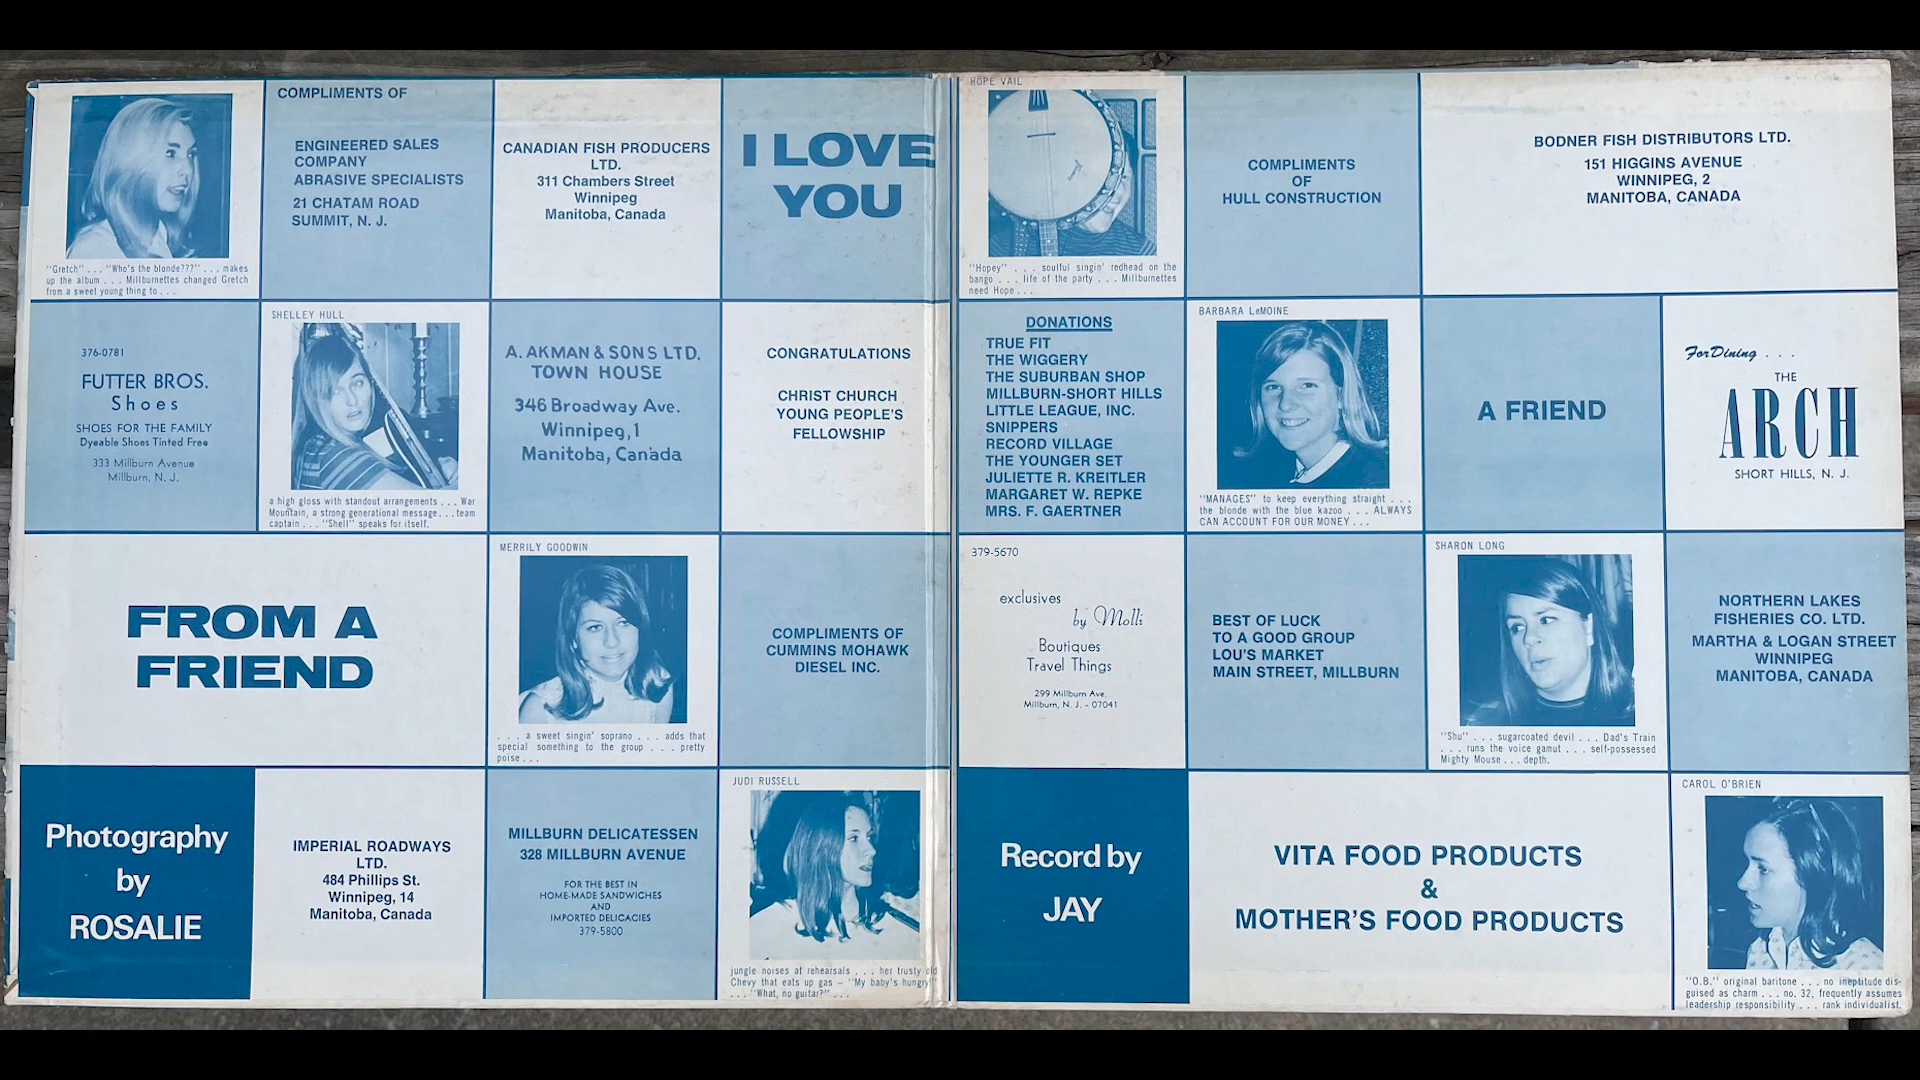 "Gretch" . . . "Who's the blonde???" . . . makes
up the album . . . Millburnettes changed Gretch
from a sweet young thing to . . .
COMPLIMENTS OF
ENGINEERED SALES
COMPANY
ABRASIVE SPECIALISTS
21 CHATAM ROAD
SUMMIT, N. J.
CANADIAN FISH PRODUCERS
LTD.
311 Chambers Street
Winnipeg
Manitoba, Canada
I LOVE
YOU
376-0781
FUTTER BROS.
Shoes
SHOES FOR THE FAMILY
Dyeable Shoes Tinted Free
333 Millburn Avenue
Millburn, N. J.
SHELLEY HULL
a high gloss with standout arrangements . . . War
Mountain, a strong generational message. . . team
captain . . . "Shell" speaks for itself.
A. AKMAN & SONS LTD.
TOWN HOUSE
346 Broadway Ave.
Winnipeg, 1
Manitoba, Canada
CONGRATULATIONS
CHRIST CHURCH
YOUNG PEOPLE'S
FELLOWSHIP
FROM A
FRIEND
MERRILY GOODWIN
. . . a sweet singin' soprano . . . adds that
special something to the group . . . pretty
poise . . .
COMPLIMENTS OF
CUMMINS MOHAWK
DIESEL INC.
Photography
by
ROSALIE
IMPERIAL ROADWAYS
LTD.
484 Phillips St.
Winnipeg, 14
Manitoba, Canada
MILLBURN DELICATESSEN
328 MILLBURN AVENUE
FOR THE BEST IN
HOME-MADE SANDWICHES
AND
IMPORTED DELICACIES
379-5800
JUDI RUSSELL
jungle noises at rehearsals . . . her trusty old
Chevy that eats up gas – "My baby's hungry!"
. . . "What, no guitar?" . . .
HOPE VAIL
"Hopey" . . . soulful singin' redhead on the
bango . . . life of the party . . . Millburnettes
need Hope . . .
COMPLIMENTS
OF
HULL CONSTRUCTION
BODNER FISH DISTRIBUTORS LTD.
151 HIGGINS AVENUE
WINNIPEG, 2
MANITOBA, CANADA
DONATIONS
TRUE FIT
THE WIGGERY
THE SUBURBAN SHOP
MILLBURN-SHORT HILLS
LITTLE LEAGUE, INC.
SNIPPERS
RECORD VILLAGE
THE YOUNGER SET
JULIETTE R. KREITLER
MARGARET W. REPKE
MRS. F. GAERTNER
BARBARA LeMOINE
"MANAGES" to keep everything straight . . .
the blonde with the blue kazoo . . . ALWAYS
CAN ACCOUNT FOR OUR MONEY . . .
A FRIEND
For Dining . . .
THE
ARCH
SHORT HILLS, N. J.
379-5670
exclusives
by Molli
Boutiques
Travel Things
299 Millburn Ave.
Millburn, N. J. - 07041
BEST OF LUCK
TO A GOOD GROUP
LOU'S MARKET
MAIN STREET, MILLBURN
SHARON LONG
"Shu" . . . sugarcoated devil . . . Dad's Train
. . . runs the voice gamut . . . self-possessed
Mighty Mouse . . . depth.
NORTHERN LAKES
FISHERIES CO. LTD.
MARTHA & LOGAN STREET
WINNIPEG
MANITOBA, CANADA
Record by
JAY
VITA FOOD PRODUCTS
&
MOTHER'S FOOD PRODUCTS
CAROL O'BRIEN
"O.B." original baritone . . . no ineptitude dis-
guised as charm . . . no. 32, frequently assumes
leadership responsibility . . . rank individualist.